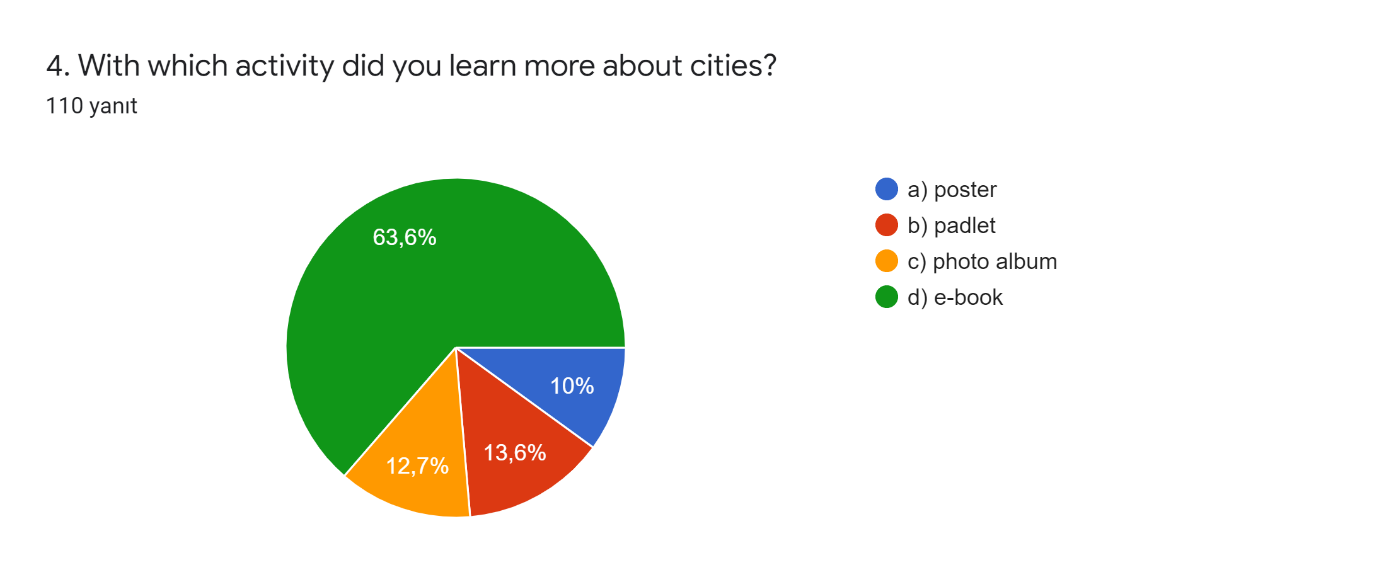 4. With which activity did you learn more about cities?
110 yanıt
63,6%
10%
13,6%
12,7%
a) poster
b) padlet
c) photo album
d) e-book